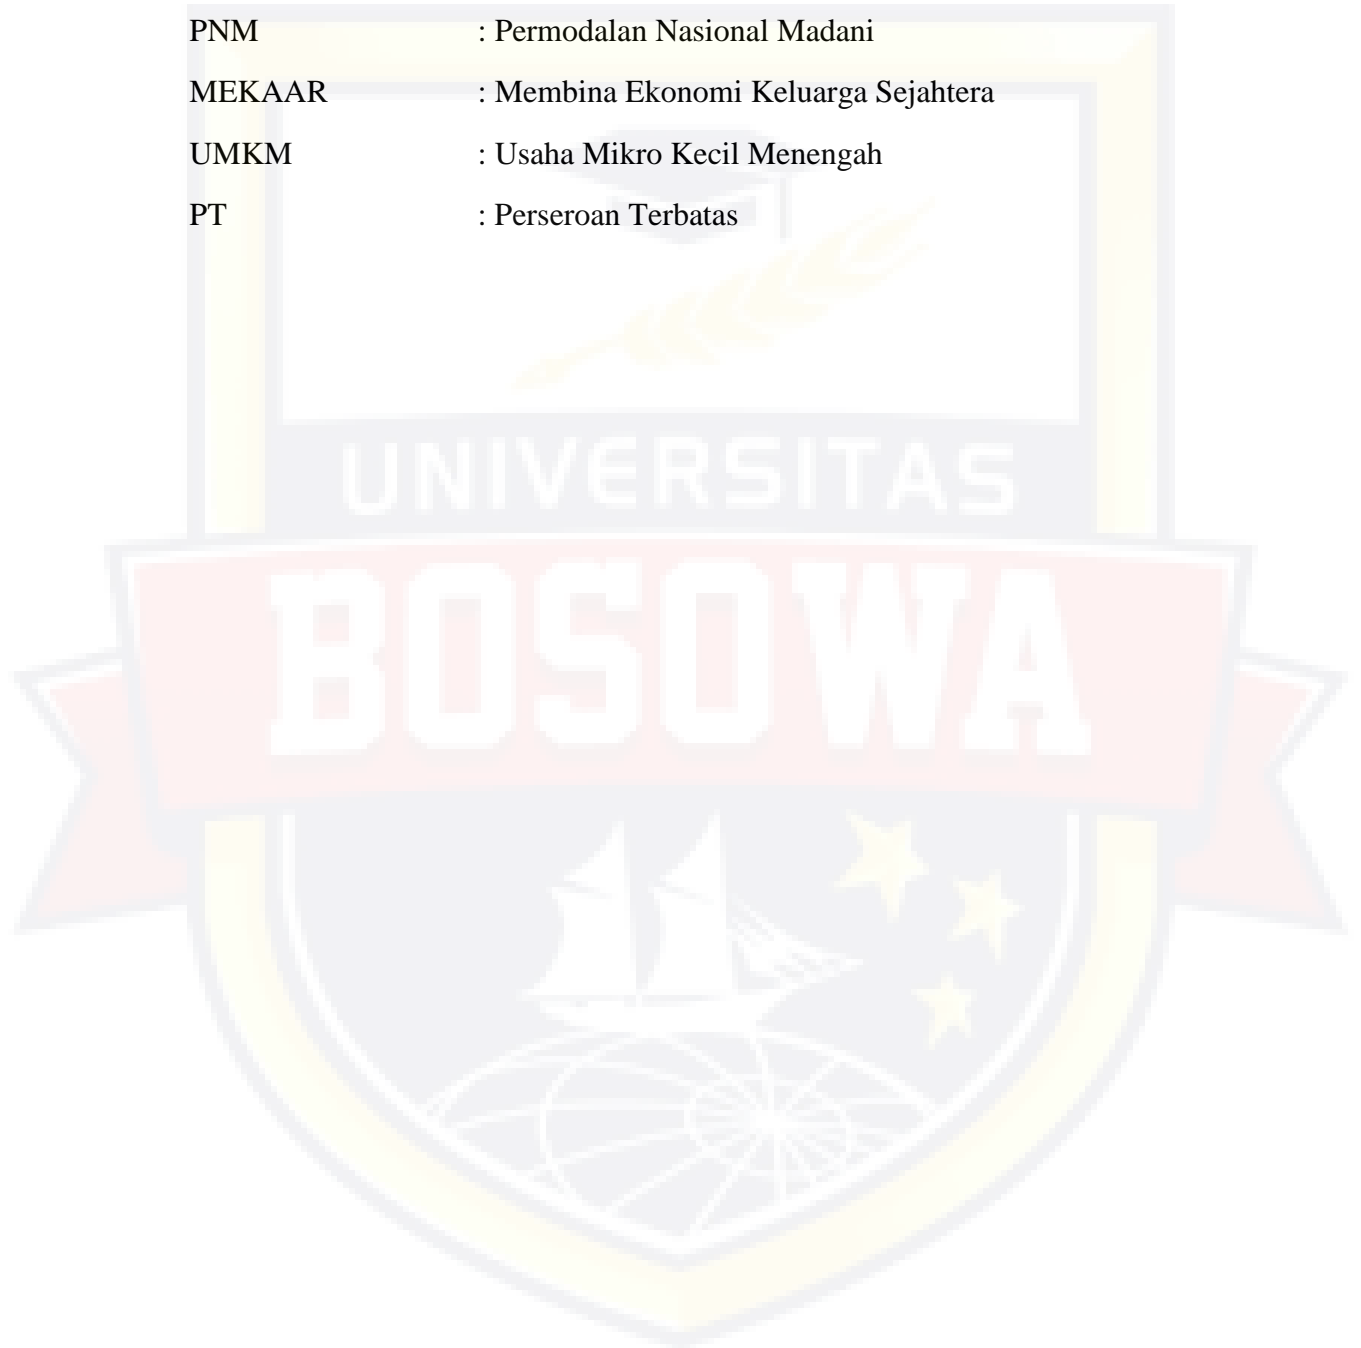 PNM : Permodalan Nasional Madani
MEKAAR : Membina Ekonomi Keluarga Sejahtera
UMKM : Usaha Mikro Kecil Menengah
PT : Perseroan Terbatas
UNIVERSITAS
BOSOWA